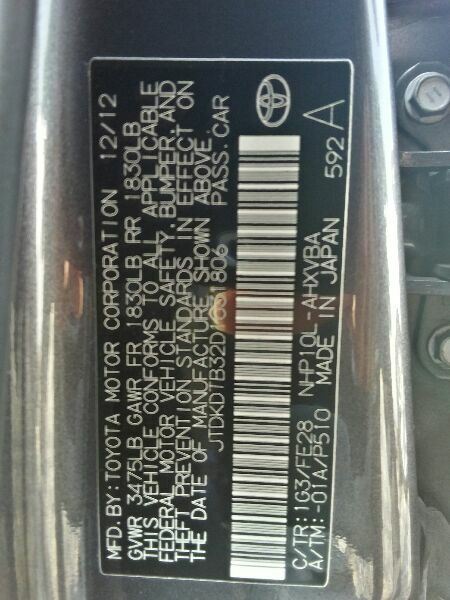 MFD.BY:TOYOTA MOTOR CORPORATION 12/12
GVWR 3475LB GAWR FR 1830LB RR 1830LB
THIS VEHICLE CONFORMS TO ALL APPLICABLE
FEDERAL MOTOR VEHICLE SAFETY, BUMPER, AND
THEFT PREVENTION STANDARDS IN EFFECT ON
THE DATE OF MANUFACTURE SHOWN ABOVE.
PASS. CAR
C/TR: 1G3/FE28 NHP10L-AHXVBA 592 A
A/TM: -01A/P510 MADE IN JAPAN